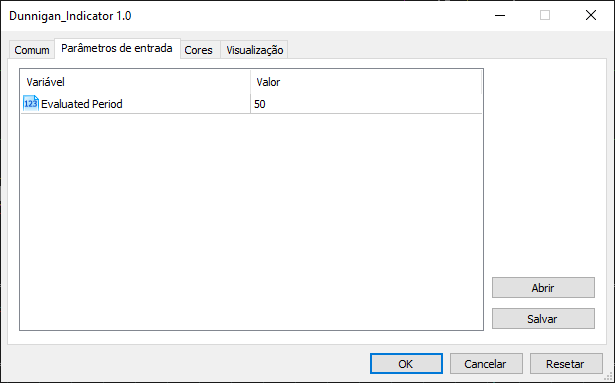 Dunnigan_Indicator 1.0
Comum Parâmetros de entrada Cores Visualização
Variável Valor
123 Evaluated Period 50
Abrir
Salvar
OK Cancelar Resetar